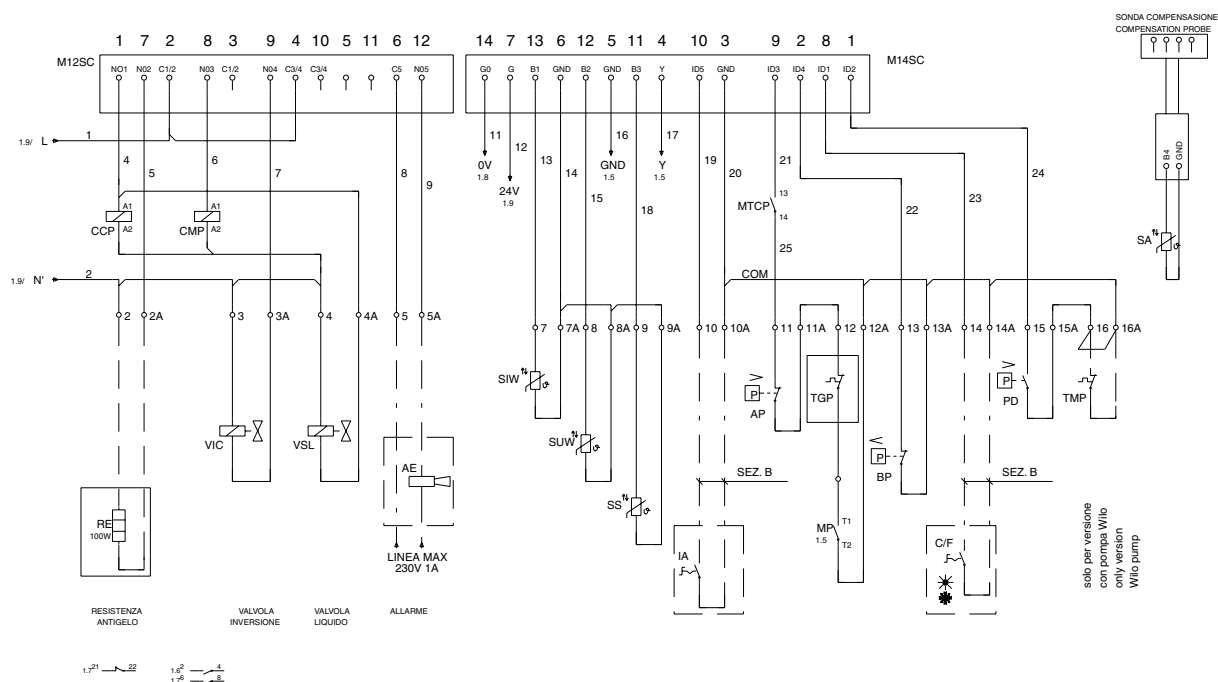 SONDA COMPENSASIONE
COMPENSATION PROBE
1 7 2 8 3 9 4 10 5 11 6 12
14 7 13 6 12 5 11 4 10 3 9 2 8 1
M12SC
NO1 N02 C1/2 N03 C1/2 N04 C3/4 C3/4 C5 N05
G0 G B1 GND B2 GND B3 Y ID5 GND ID3 ID4 ID1 ID2
M14SC
1.9/ L 1
11 12 16 17
4 5 6 7 8 9
0V
1.8
24V
1.9
13 14 15
GND
1.5
Y
1.5
18 19 20 21 22 23 24
B4 GND
A1
CCP A2
A1
CMP A2
13
MTCP
14
25
SA
1.9/ N' 2
COM
2 2A 3 3A 4 4A 5 5A
7 7A 8 8A 9 9A 10 10A 11 11A 12 12A 13 13A 14 14A 15 15A 16 16A
SIW
P
AP
TGP
P
PD
TMP
VIC
VSL
SUW
P
BP
AE
SEZ. B
SEZ. B
RE
100W
SS
MP
1.5
T1
T2
LINEA MAX
230V 1A
IA
C/F
solo per versione
con pompa Wilo
only version
Wilo pump
RESISTENZA
ANTIGELO
VALVOLA
INVERSIONE
VALVOLA
LIQUIDO
ALLARME
1.7 21 22
1.6 2 4
1.7 6 8